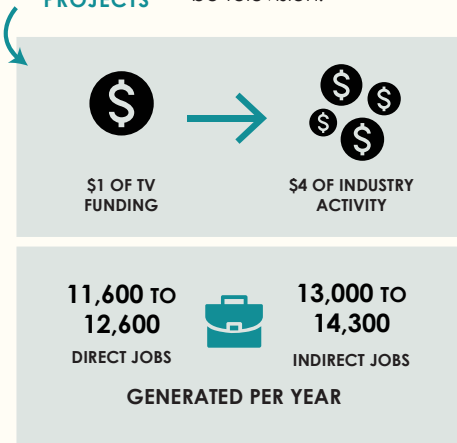 PROJECTS
$1 OF TV
FUNDING
$4 OF INDUSTRY
ACTIVITY
11,600 TO
12,600
DIRECT JOBS
13,000 TO
14,300
INDIRECT JOBS
GENERATED PER YEAR